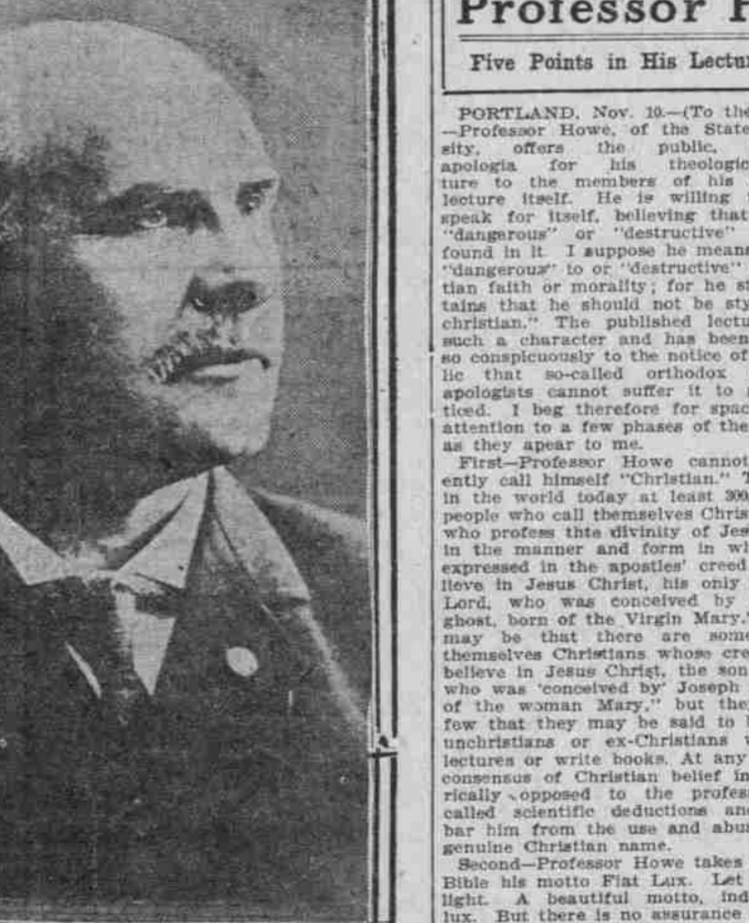 Professor H
Five Points in His Lectur
PORTLAND, Nov. 10.—(To the
—Professor Howe, of the State
sity, offers the public,
apologia for his theologic
ture to the members of his
lecture itself. He is willing
speak for itself, believing that
"dangerous" or "destructive"
found in it. I suppose he means
"dangerous" to or "destructive"
tian faith or morality; for he st
tains that he should not be sty
christian." The published lectu
such a character and has been
so conspicuously to the notice of
lic that so-called orthodox
apologists cannot suffer it to
ticed. I beg therefore for spac
attention to a few phases of the
as they apear to me.
First—Professor Howe cannot
ently call himself "Christian." T
in the world today at least 300,
people who call themselves Chris
who profess thte divinity of Jes
in the manner and form in wh
expressed in the apostles' creed
lieve in Jesus Christ, his only
Lord, who was conceived by
ghost, born of the Virgin Mary."
may be that there are some
themselves Christians whose cre
believe in Jesus Christ, the son
who was 'conceived by' Joseph
of the woman Mary," but the
few that they may be said to b
unchristians or ex-Christians w
lectures or write books. At any
consensus of Christian belief in
rically opposed to the profes
called scientific deductions an
bar him from the use and abu
genuine Christian name.
Second—Professor Howe takes
Bible his motto Fiat Lux. Let
light. A beautiful motto, ind
lux. But there is no assurance